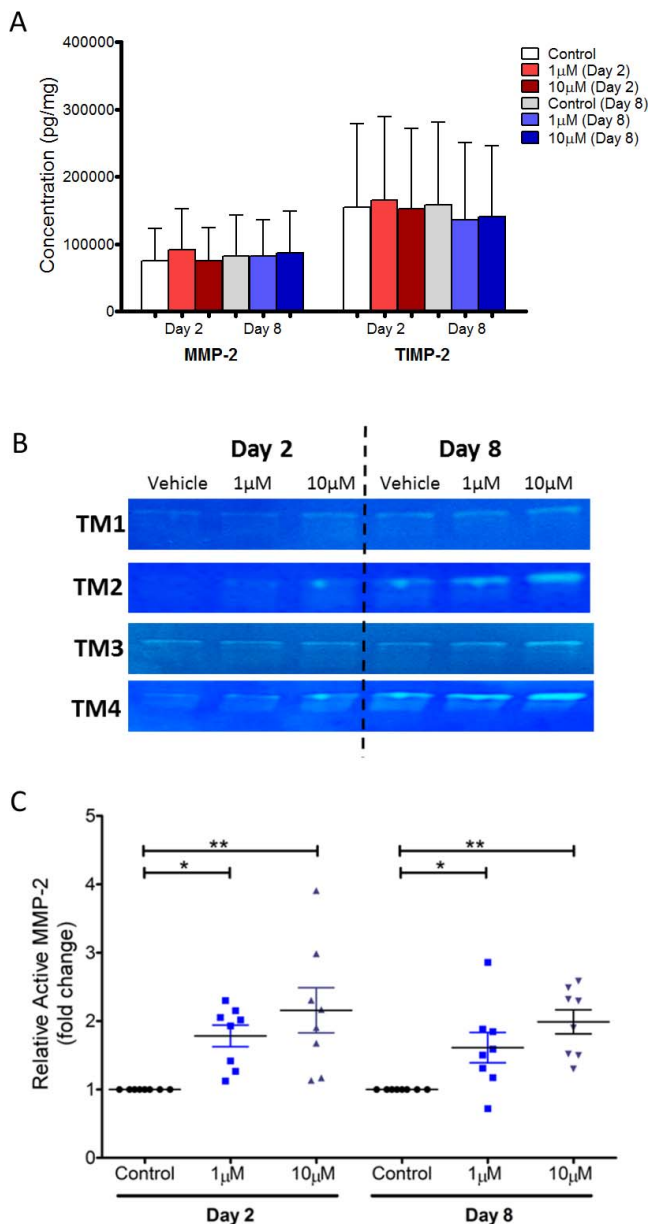 A
Concentration (pg/mg)
400000
300000
200000
100000
0
Control
1μM (Day 2)
10μM (Day 2)
Control (Day 8)
1μM (Day 8)
10μM (Day 8)
Day 2 Day 8 Day 2 Day 8
MMP-2 TIMP-2
B
Day 2 Day 8
Vehicle 1μM 10μM Vehicle 1μM 10μM
TM1
TM2
TM3
TM4
C
Relative Active MMP-2
(fold change)
5
4
3
2
1
0
** **
* *
Control 1μM 10μM Control 1μM 10μM
Day 2 Day 8